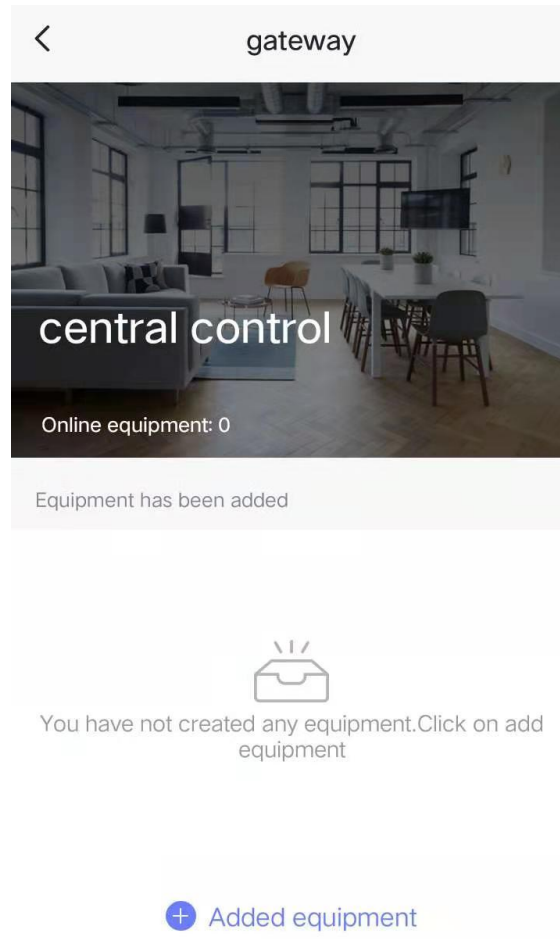 gateway
central control
Online equipment: 0
Equipment has been added
You have not created any equipment.Click on add
equipment
Added equipment